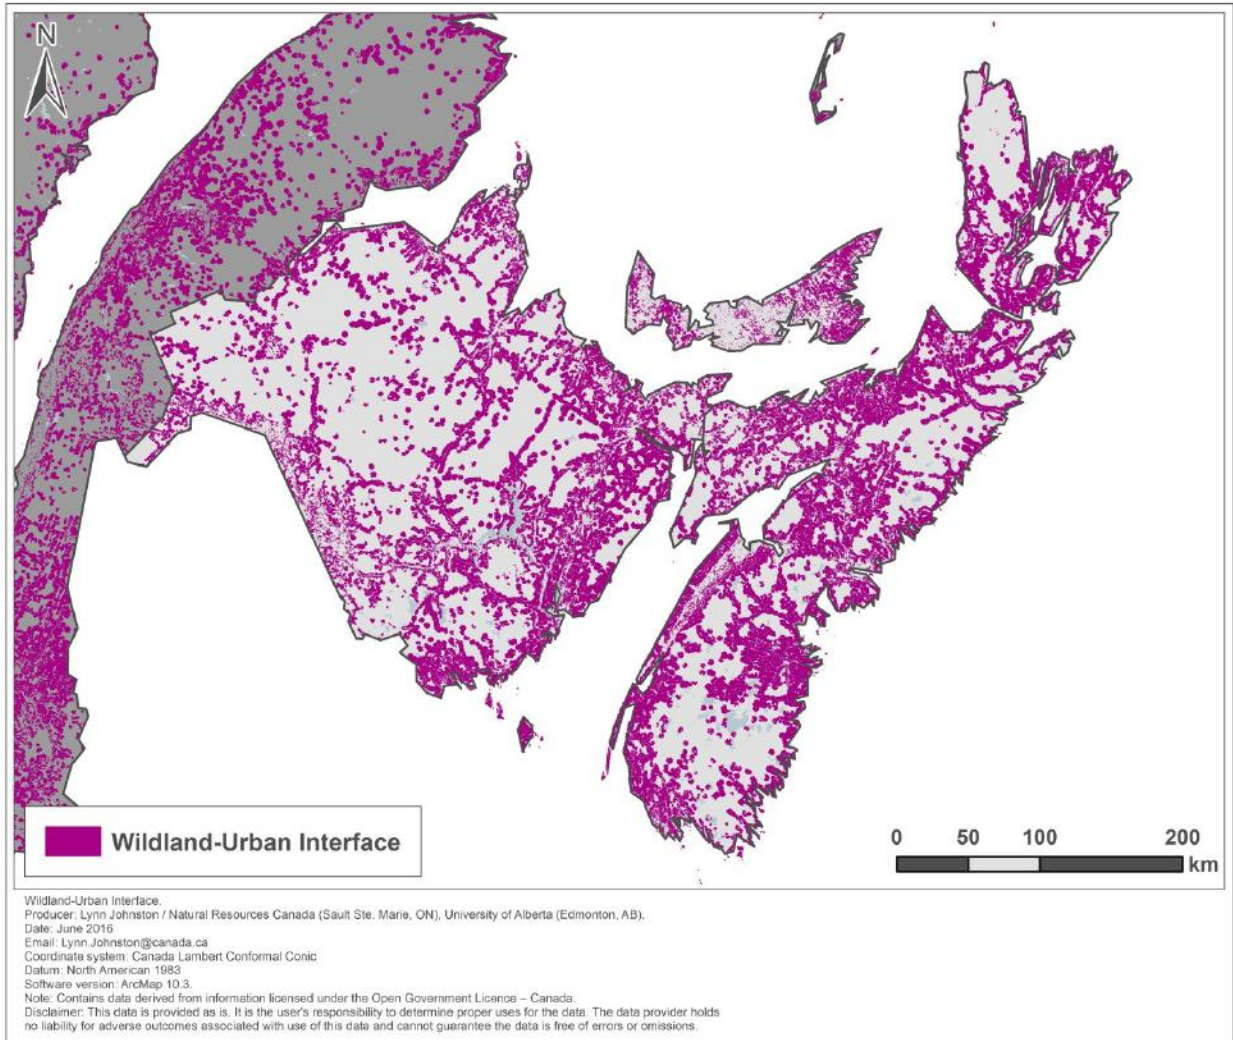 N
Wildland-Urban Interface
0 50 100 200
km
Wildland-Urban Interface.
Producer: Lynn Johnston / Natural Resources Canada (Sault Ste. Marie, ON), University of Alberta (Edmonton, AB).
Date: June 2016
Email: Lynn.Johnston@canada.ca
Coordinate system: Canada Lambert Conformal Conic
Datum: North American 1983
Software version: ArcMap 10.3.
Note: Contains data derived from information licensed under the Open Government Licence – Canada.
Disclaimer: This data is provided as is. It is the user's responsibility to determine proper uses for the data. The data provider holds
no liability for adverse outcomes associated with use of this data and cannot guarantee the data is free of errors or omissions.